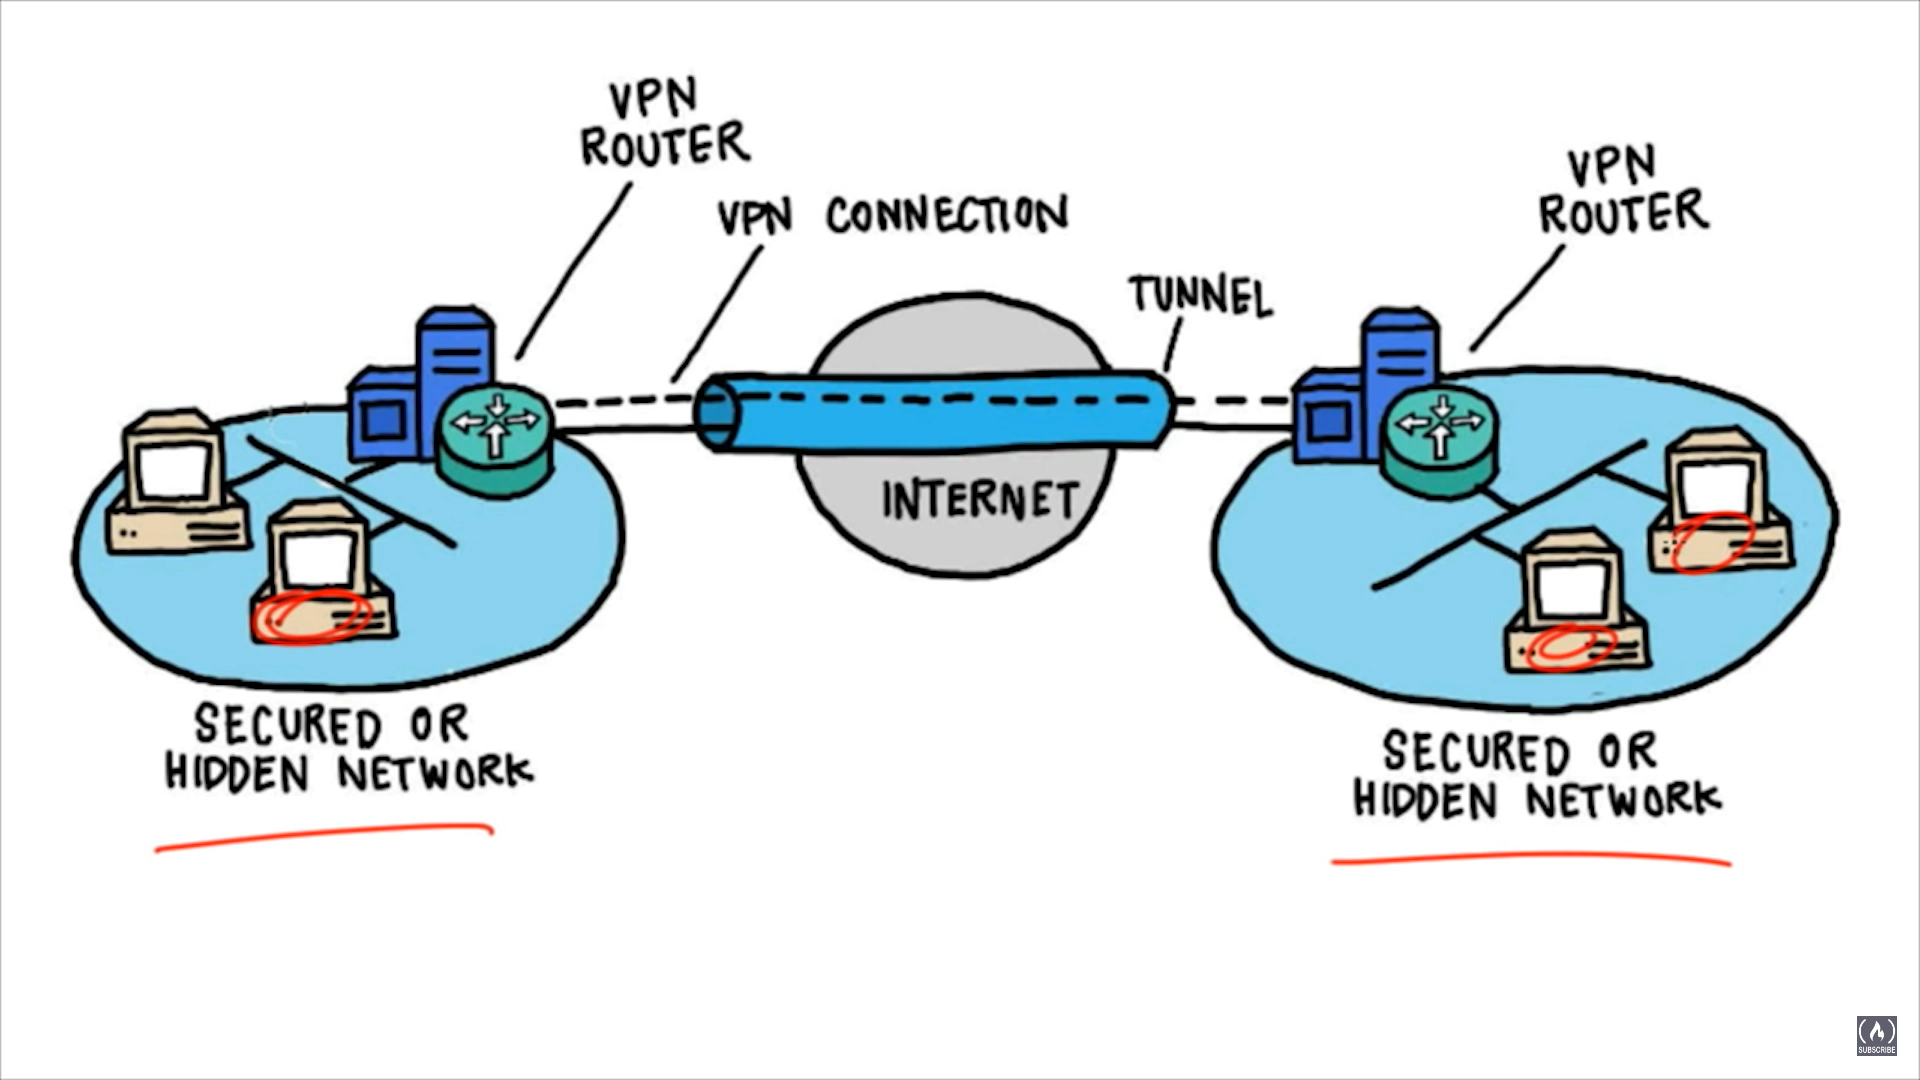 VPN
ROUTER
VPN CONNECTION
TUNNEL
VPN
ROUTER
INTERNET
SECURED OR
HIDDEN NETWORK
SECURED OR
HIDDEN NETWORK
SUBSCRIBE